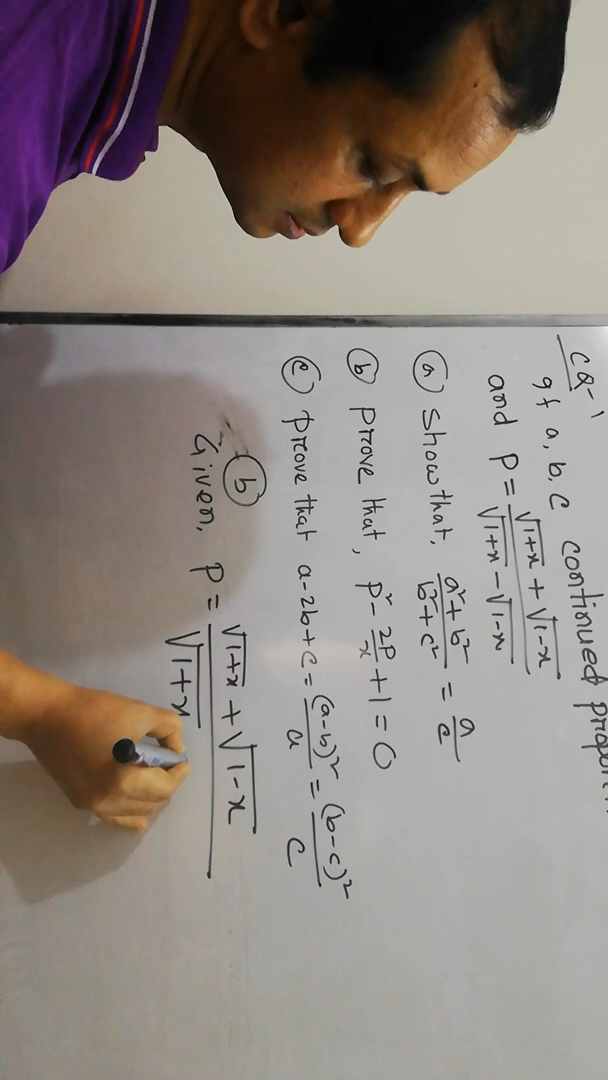 CQ-1
If a, b, c continued
and P = (√(1+x) + √(1-x)) / (√(1+x) - √(1-x))
(a) Show that, (a² + b²) / (b² + c²) = a/c
(b) Prove that, P² - 2P/x + 1 = 0
(c) Prove that a - 2b + c = (a-b)²/a = (b-c)²/c
(b)
Given, P = (√(1+x) + √(1-x)) / √(1+x)